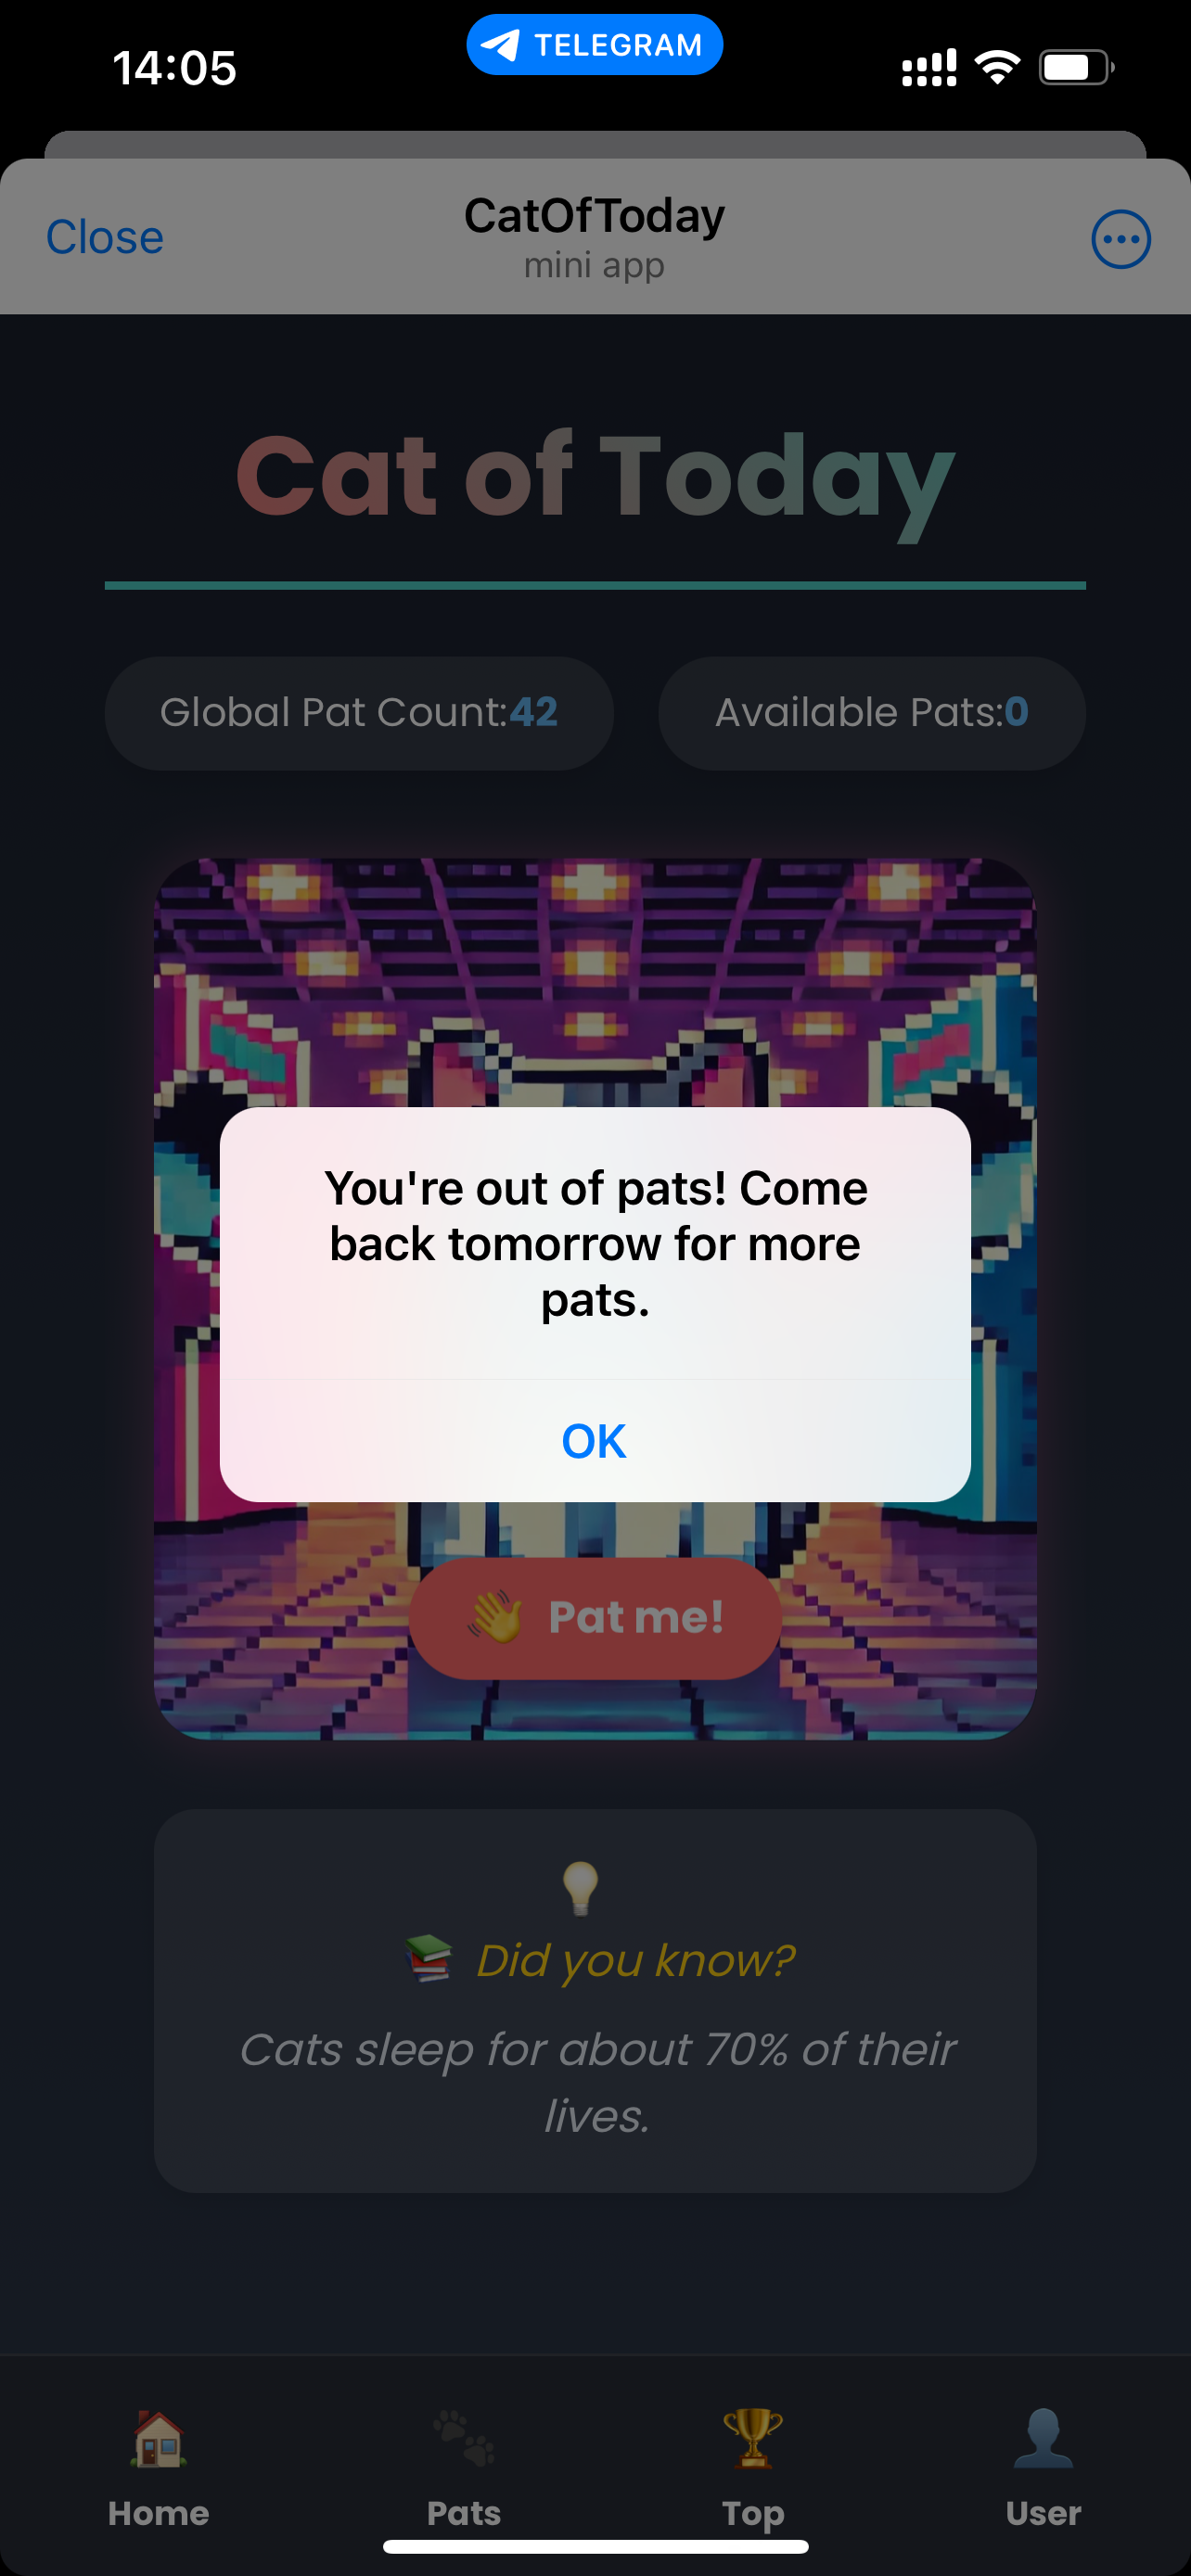 14:05
TELEGRAM
Close
CatOfToday
mini app
Cat of Today
Global Pat Count:42
Available Pats:0
You're out of pats! Come
back tomorrow for more
pats.
OK
👋 Pat me!
💡
📚 Did you know?
Cats sleep for about 70% of their
lives.
Home
Pats
Top
User